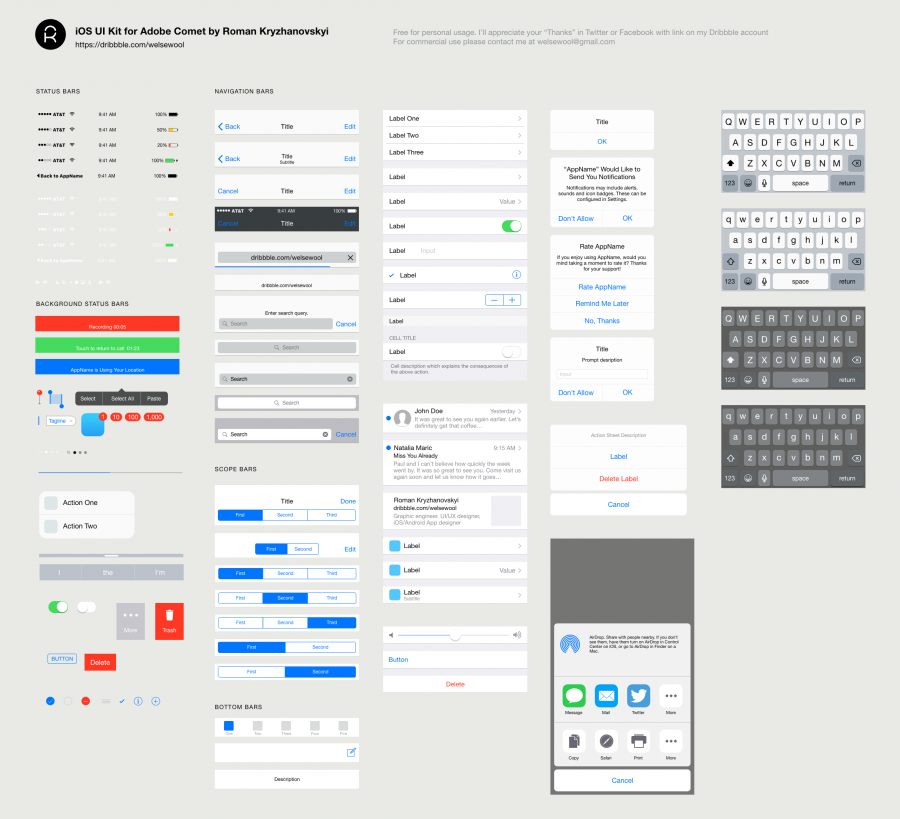 iOS UI Kit for Adobe Comet by Roman Kryzhanovskyi
https://dribbble.com/welsewool
Free for personal usage. I'll appreciate your “Thanks” in Twitter or Facebook with link on my Dribbble account
For commercial use please contact me at welsewool@gmail.com
STATUS BARS
AT&T 9:41 AM 100%
AT&T 9:41 AM 50%
AT&T 9:41 AM 20%
AT&T 9:41 AM 100%
Back to AppName 9:41 AM 100%
BACKGROUND STATUS BARS
Recording 00:05
Touch to return to call 01:23
AppName is Using Your Location
Select Select All Paste
Tagline
1 10 100 1,000
Action One
Action Two
I the I'm
More
Trash
BUTTON
Delete
NAVIGATION BARS
Back Title Edit
Back Title Edit
Subtitle
Cancel Title Edit
AT&T 9:41 AM 100%
Cancel Title Edit
dribbble.com/welsewool
dribbble.com/welsewool
Enter search query.
Search Cancel
Search
Search
Search
Search Cancel
SCOPE BARS
Title Done
First Second Third
First Second Edit
First Second Third
First Second Third
First Second Third
First Second
First Second
BOTTOM BARS
One Two Three Four Five
Description
Label One
Label Two
Label Three
Label
Label Value
Label
Label Input
Label
Label
Label
CELL TITLE
Label
Cell description which explains the consequences of
the above action.
John Doe Yesterday
It was great to see you again earlier. Let's
definitely get that coffee...
Natalia Maric 9:15 AM
Miss You Already
Paul and I can't believe how quickly the week
went by. It was so great to see you. Come visit us
again soon and let us know how it goes...
Roman Kryzhanovskyi
dribbble.com/welsewool
Graphic engineer. UI/UX designer,
iOS/Android App designer
Label
Label Value
Label
Subtitle
Button
Delete
Title
OK
"AppName" Would Like to
Send You Notifications
Notifications may include alerts,
sounds and icon badges. These can be
configured in Settings.
Don't Allow OK
Rate AppName
If you enjoy using AppName, would you
mind taking a moment to rate it? Thanks
for your support!
Rate AppName
Remind Me Later
No, Thanks
Title
Prompt desription
Input
Don't Allow OK
Action Sheet Description
Label
Delete Label
Cancel
AirDrop. Share with people nearby. If you don't
see them, have them turn on AirDrop in Control
Center on iOS, or go to AirDrop in Finder on a
Mac.
Message Mail Twitter More
Copy Safari Print More
Cancel
Q W E R T Y U I O P
A S D F G H J K L
Z X C V B N M
123 space return
q w e r t y u i o p
a s d f g h j k l
z x c v b n m
123 space return
Q W E R T Y U I O P
A S D F G H J K L
Z X C V B N M
123 space return
q w e r t y u i o p
a s d f g h j k l
z x c v b n m
123 space return